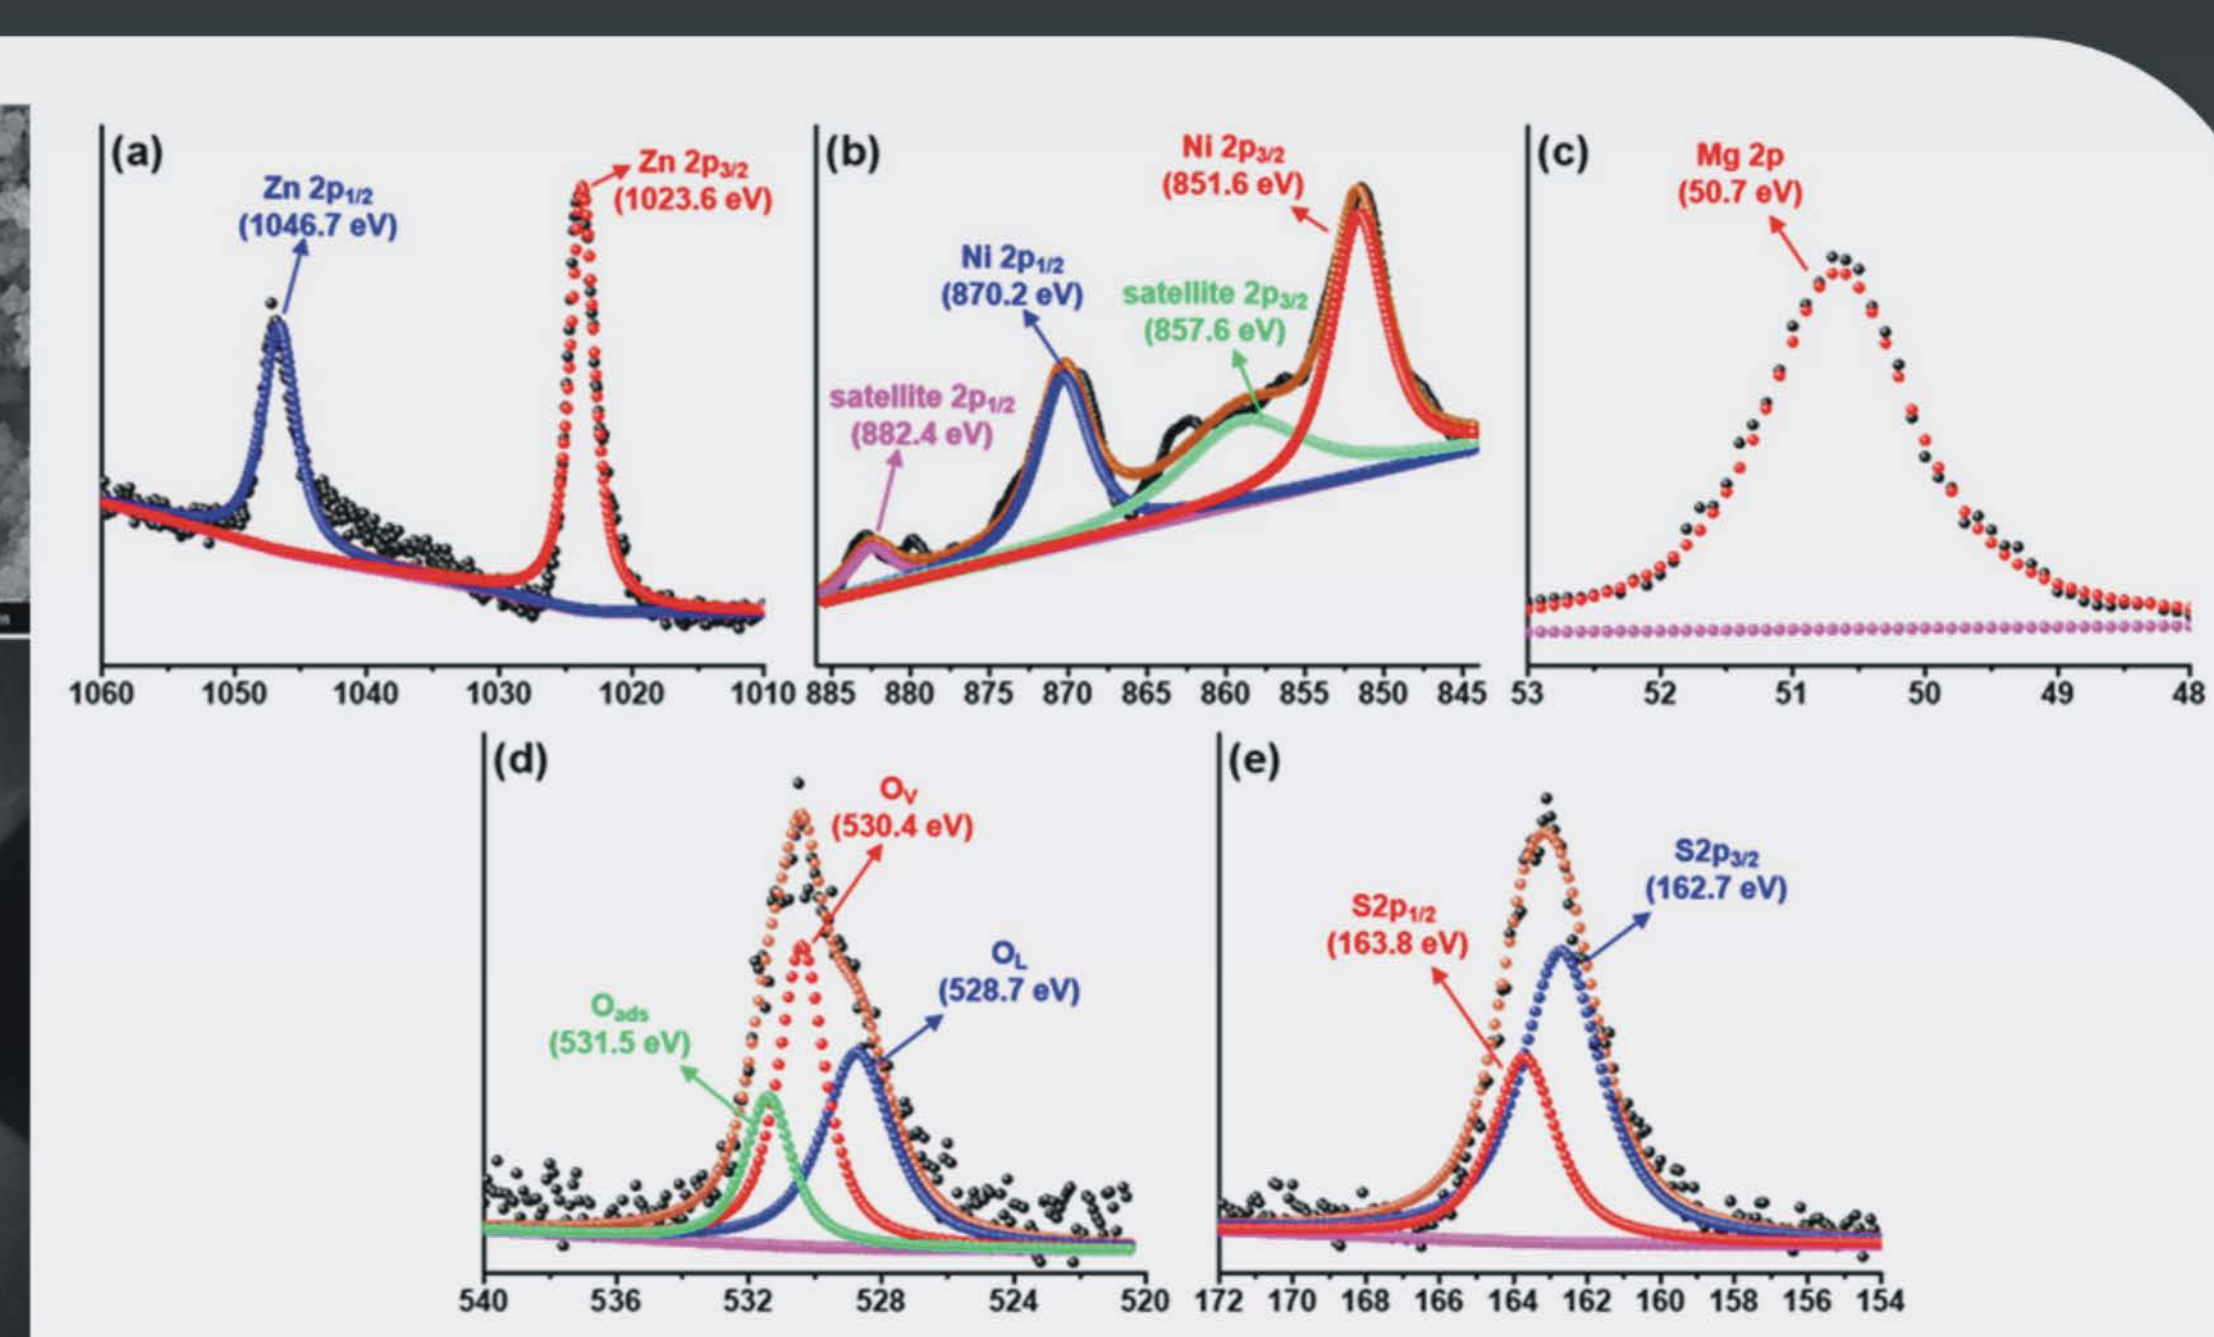 (a)
Zn 2p1/2
(1046.7 eV)
Zn 2p3/2
(1023.6 eV)
1060 1050 1040 1030 1020 1010
(b)
Ni 2p3/2
(851.6 eV)
Ni 2p1/2
(870.2 eV)
satellite 2p3/2
(857.6 eV)
satellite 2p1/2
(882.4 eV)
885 880 875 870 865 860 855 850 845
(c)
Mg 2p
(50.7 eV)
53 52 51 50 49 48
(d)
OV
(530.4 eV)
OL
(528.7 eV)
Oads
(531.5 eV)
540 536 532 528 524 520
(e)
S2p3/2
(162.7 eV)
S2p1/2
(163.8 eV)
172 170 168 166 164 162 160 158 156 154